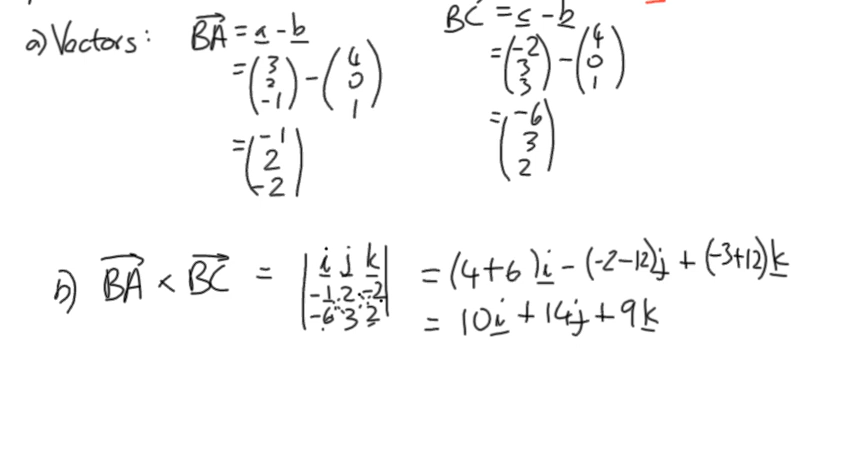 a) Vectors: BA = a - b
= (3 2 -1) - (4 0 1)
= (-1 2 -2)
BC = c - b
= (-2 3 3) - (4 0 1)
= (-6 3 2)
b) BA × BC = | i j k | = (4+6)i - (-2-12)j + (-3+12)k
| -1 2 -2 |
| -6 3 2 | = 10i + 14j + 9k